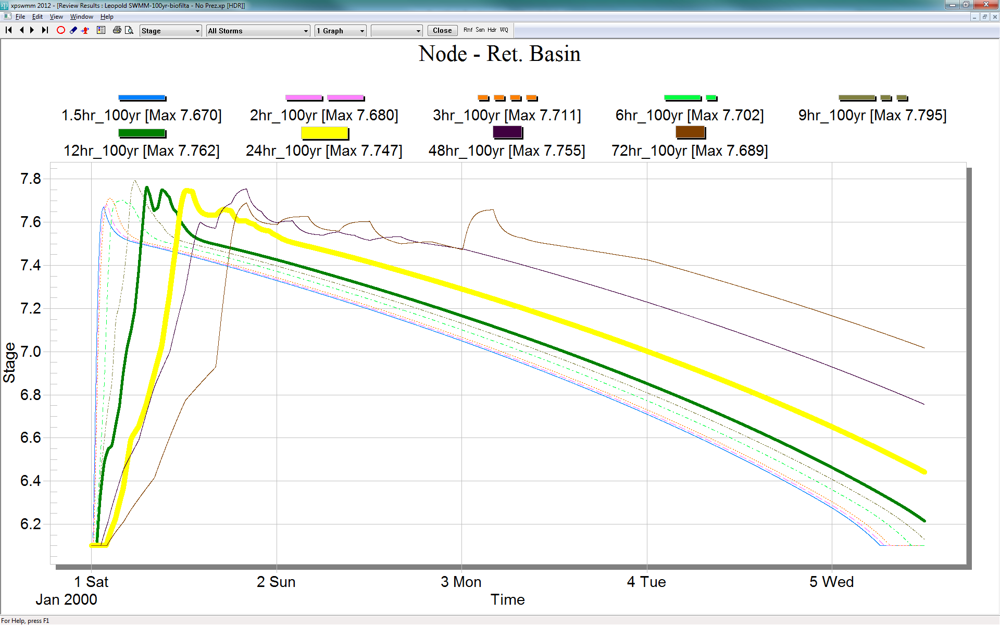 xp xpswmm 2012 - [Review Results : Leopold SWMM-100yr-biofilta - No Prez.xp [HDR]]
File Edit View Window Help
Stage All Storms 1 Graph Close Rnf San Hdr WQ
Node - Ret. Basin
1.5hr_100yr [Max 7.670] 2hr_100yr [Max 7.680] 3hr_100yr [Max 7.711] 6hr_100yr [Max 7.702] 9hr_100yr [Max 7.795]
12hr_100yr [Max 7.762] 24hr_100yr [Max 7.747] 48hr_100yr [Max 7.755] 72hr_100yr [Max 7.689]
7.8
7.6
7.4
7.2
7.0
6.8
6.6
6.4
6.2
Stage
1 Sat 2 Sun 3 Mon 4 Tue 5 Wed
Jan 2000 Time
For Help, press F1